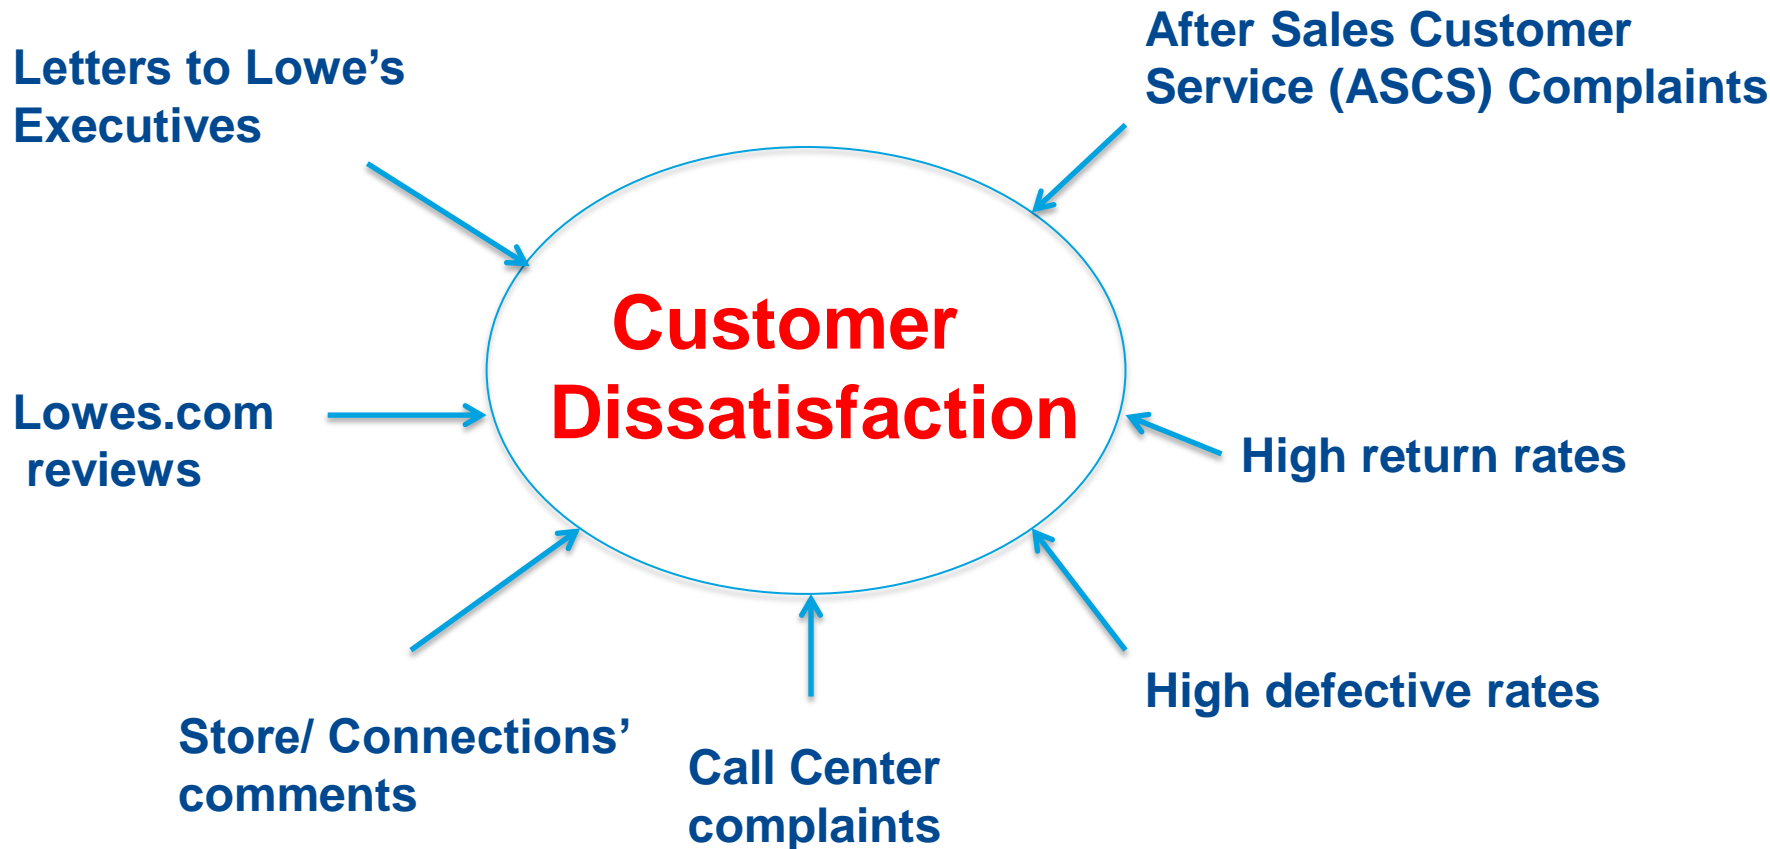 Letters to Lowe’s
Executives
After Sales Customer
Service (ASCS) Complaints
Customer
Dissatisfaction
Lowes.com
reviews
High return rates
High defective rates
Store/ Connections’
comments
Call Center
complaints